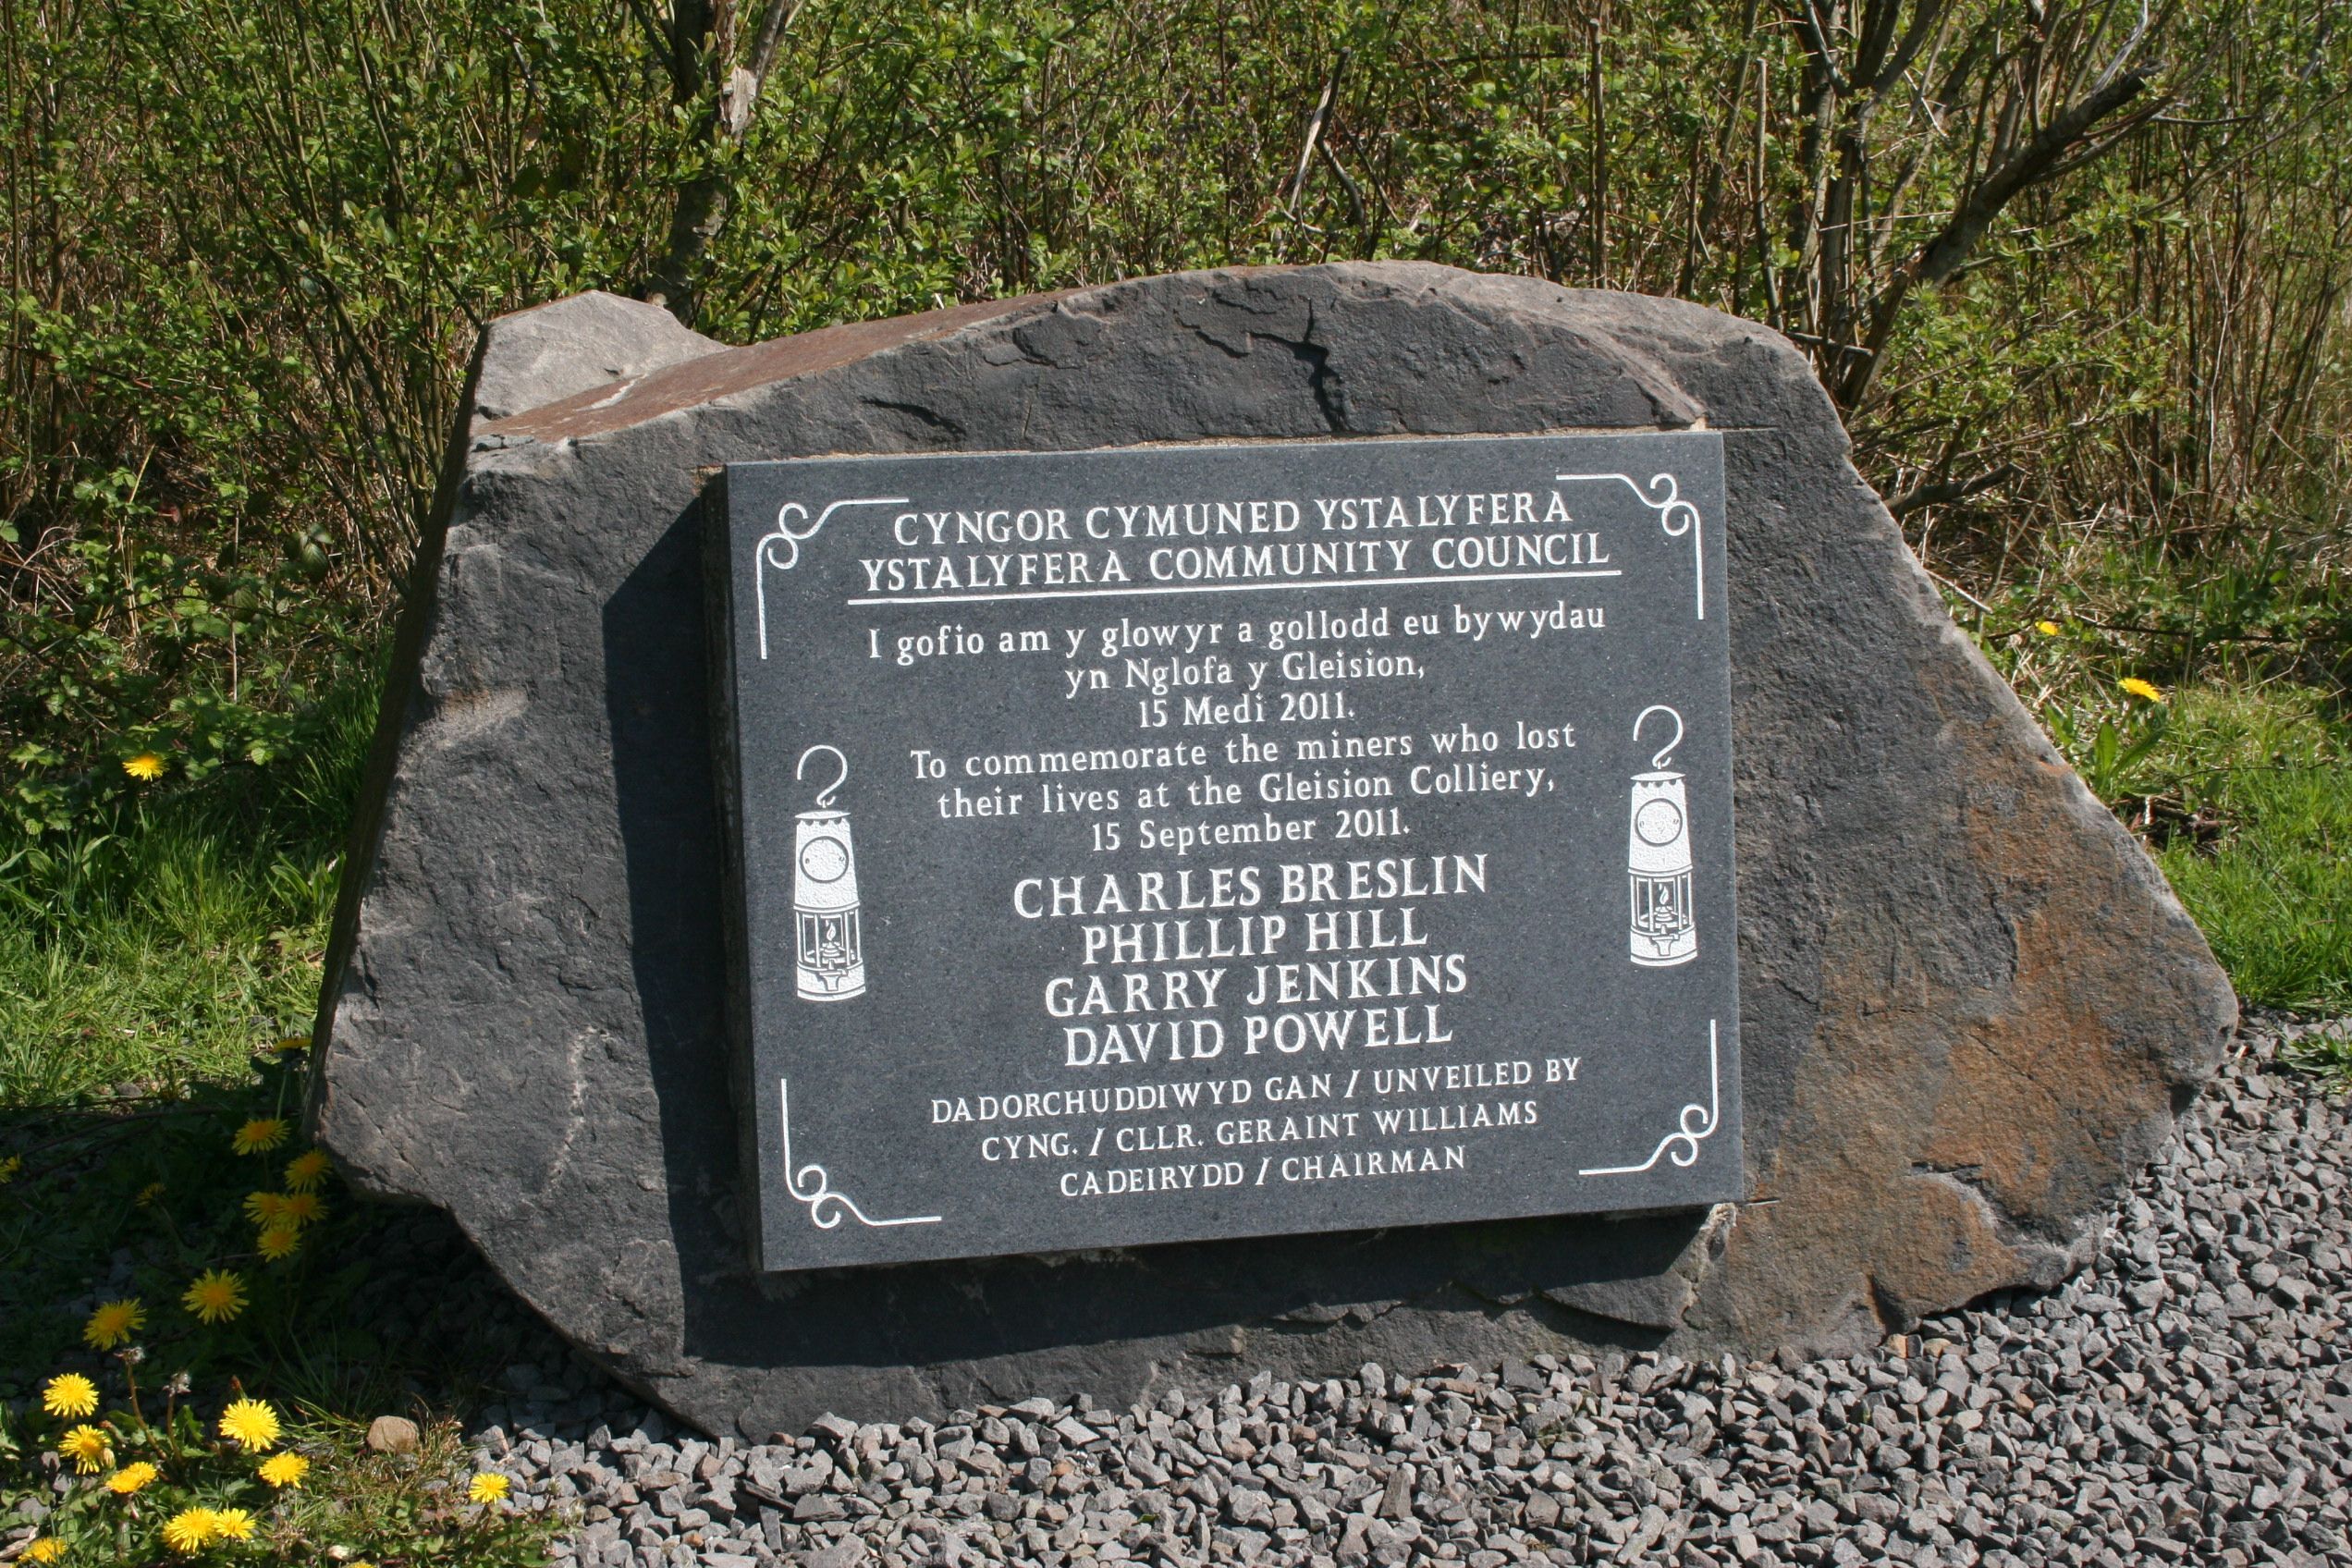 CYNGOR CYMUNED YSTALYFERA
YSTALYFERA COMMUNITY COUNCIL
I gofio am y glowyr a gollodd eu bywydau
yn Nglofa y Gleision,
15 Medi 2011.
To commemorate the miners who lost
their lives at the Gleision Colliery,
15 September 2011.
CHARLES BRESLIN
PHILLIP HILL
GARRY JENKINS
DAVID POWELL
DADORCHUDDIWYD GAN / UNVEILED BY
CYNG. / CLLR. GERAINT WILLIAMS
CADEIRYDD / CHAIRMAN